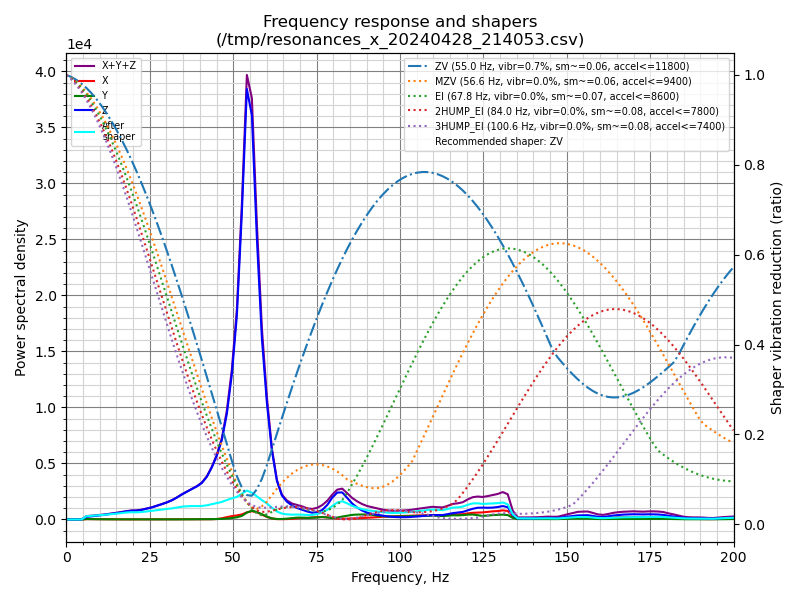 Frequency response and shapers
(/tmp/resonances_x_20240428_214053.csv)
1e4
X+Y+Z
X
Y
Z
After
shaper
ZV (55.0 Hz, vibr=0.7%, sm~=0.06, accel<=11800)
MZV (56.6 Hz, vibr=0.0%, sm~=0.06, accel<=9400)
EI (67.8 Hz, vibr=0.0%, sm~=0.07, accel<=8600)
2HUMP_EI (84.0 Hz, vibr=0.0%, sm~=0.08, accel<=7800)
3HUMP_EI (100.6 Hz, vibr=0.0%, sm~=0.08, accel<=7400)
Recommended shaper: ZV
Power spectral density
4.0
3.5
3.0
2.5
2.0
1.5
1.0
0.5
0.0
1.0
0.8
0.6
0.4
0.2
0.0
Shaper vibration reduction (ratio)
0 25 50 75 100 125 150 175 200
Frequency, Hz